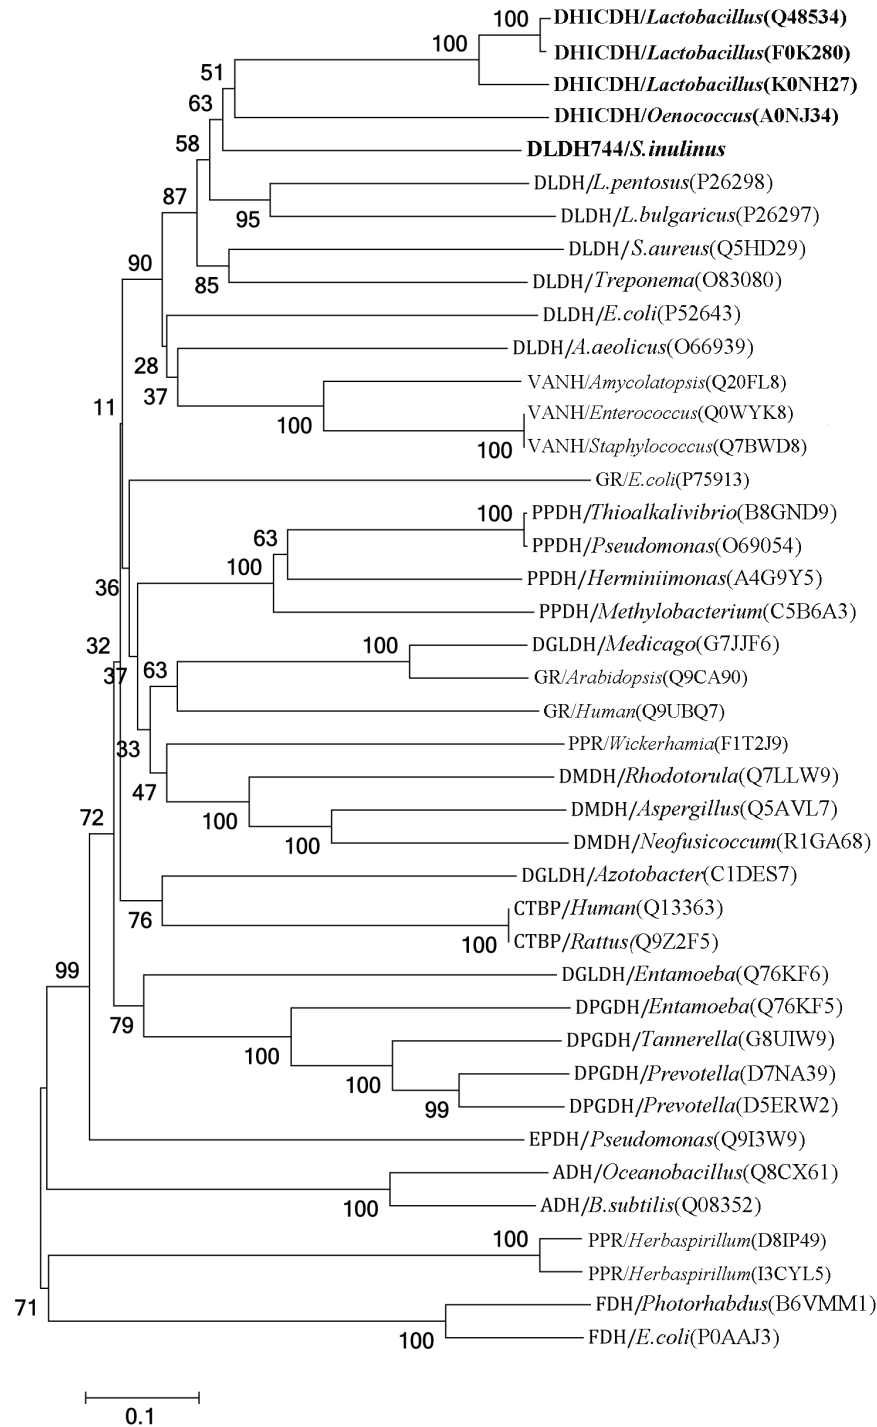 100 DHICDH/Lactobacillus(Q48534)
100 DHICDH/Lactobacillus(F0K280)
51 DHICDH/Lactobacillus(K0NH27)
63 DHICDH/Oenococcus(A0NJ34)
58 DLDH744/S.inulinus
87 DLDH/L.pentosus(P26298)
95 DLDH/L.bulgaricus(P26297)
90 DLDH/S.aureus(Q5HD29)
85 DLDH/Treponema(O83080)
DLDH/E.coli(P52643)
28 DLDH/A.aeolicus(O66939)
37 VANH/Amycolatopsis(Q20FL8)
11 100 VANH/Enterococcus(Q0WYK8)
100 VANH/Staphylococcus(Q7BWD8)
GR/E.coli(P75913)
100 PPDH/Thioalkalivibrio(B8GND9)
63 PPDH/Pseudomonas(O69054)
100 PPDH/Herminiimonas(A4G9Y5)
36 PPDH/Methylobacterium(C5B6A3)
32 100 DGLDH/Medicago(G7JJF6)
37 63 GR/Arabidopsis(Q9CA90)
GR/Human(Q9UBQ7)
33 PPR/Wickerhamia(F1T2J9)
47 DMDH/Rhodotorula(Q7LLW9)
72 100 DMDH/Aspergillus(Q5AVL7)
100 DMDH/Neofusicoccum(R1GA68)
DGLDH/Azotobacter(C1DES7)
76 CTBP/Human(Q13363)
100 CTBP/Rattus(Q9Z2F5)
99 DGLDH/Entamoeba(Q76KF6)
79 DPGDH/Entamoeba(Q76KF5)
100 DPGDH/Tannerella(G8UIW9)
100 DPGDH/Prevotella(D7NA39)
99 DPGDH/Prevotella(D5ERW2)
EPDH/Pseudomonas(Q9I3W9)
ADH/Oceanobacillus(Q8CX61)
100 ADH/B.subtilis(Q08352)
100 PPR/Herbaspirillum(D8IP49)
PPR/Herbaspirillum(I3CYL5)
71 FDH/Photorhabdus(B6VMM1)
100 FDH/E.coli(P0AAJ3)
0.1